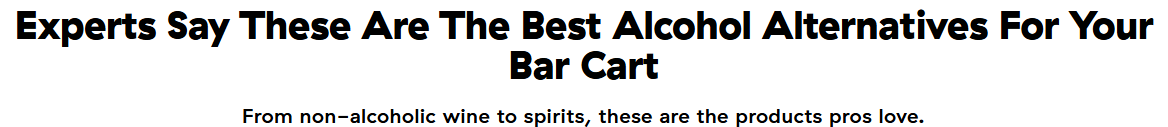 Experts Say These Are The Best Alcohol Alternatives For Your
Bar Cart
From non-alcoholic wine to spirits, these are the products pros love.